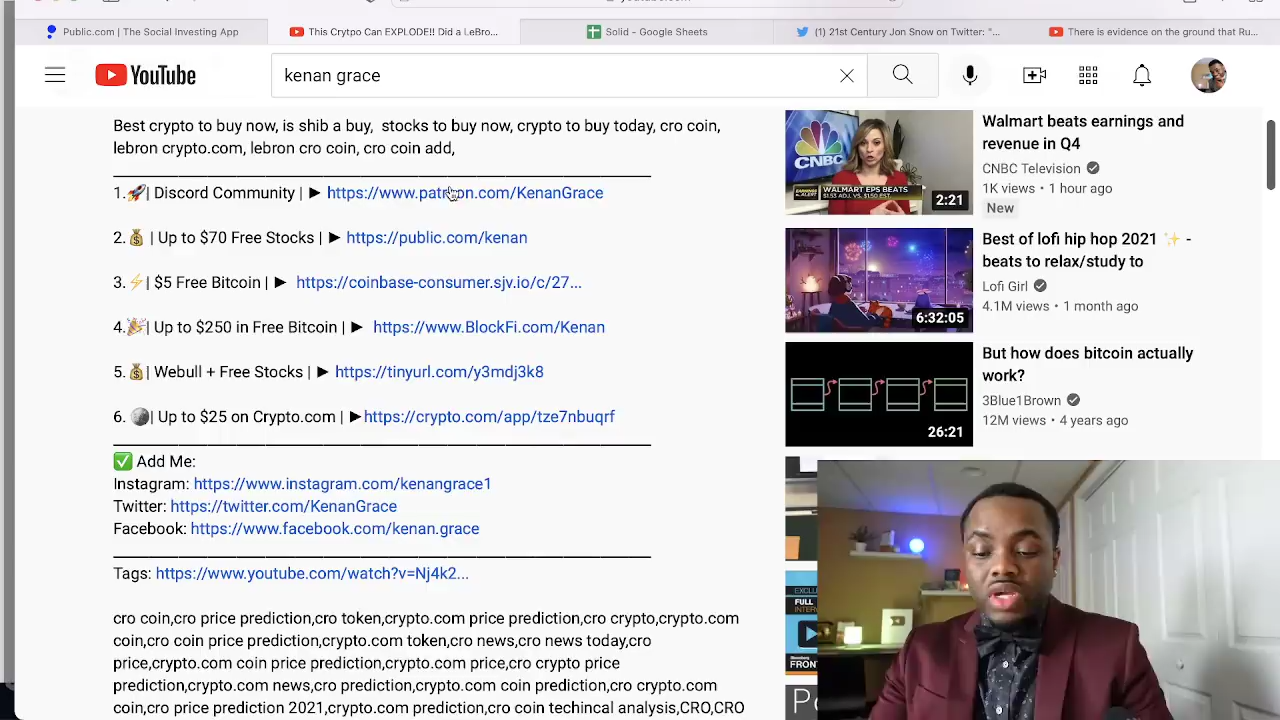 Public.com | The Social Investing App
This Crytpo Can EXPLODE!! Did a LeBro...
Solid - Google Sheets
(1) 21st Century Jon Snow on Twitter: "...
There is evidence on the ground that Ru...
YouTube
kenan grace
Best crypto to buy now, is shib a buy, stocks to buy now, crypto to buy today, cro coin,
lebron crypto.com, lebron cro coin, cro coin add,
1.🚀| Discord Community | ► https://www.patreon.com/KenanGrace
2.💰 | Up to $70 Free Stocks | ► https://public.com/kenan
3.⚡| $5 Free Bitcoin | ► https://coinbase-consumer.sjv.io/c/27...
4.🎉| Up to $250 in Free Bitcoin | ► https://www.BlockFi.com/Kenan
5.💰| Webull + Free Stocks | ► https://tinyurl.com/y3mdj3k8
6.🌕| Up to $25 on Crypto.com | ►https://crypto.com/app/tze7nbuqrf
✅ Add Me:
Instagram: https://www.instagram.com/kenangrace1
Twitter: https://twitter.com/KenanGrace
Facebook: https://www.facebook.com/kenan.grace
Tags: https://www.youtube.com/watch?v=Nj4k2...
cro coin,cro price prediction,cro token,crypto.com price prediction,cro crypto,crypto.com
coin,cro coin price prediction,crypto.com token,cro news,cro news today,cro
price,crypto.com coin price prediction,crypto.com price,cro crypto price
prediction,crypto.com news,cro prediction,crypto.com coin prediction,cro crypto.com
coin,cro price prediction 2021,crypto.com prediction,cro coin techincal analysis,CRO,CRO
CNBC
WALMART EPS BEATS
2:21
Walmart beats earnings and
revenue in Q4
CNBC Television
1K views • 1 hour ago
New
6:32:05
Best of lofi hip hop 2021 ✨ -
beats to relax/study to
Lofi Girl
4.1M views • 1 month ago
26:21
But how does bitcoin actually
work?
3Blue1Brown
12M views • 4 years ago
FULL
FRONT